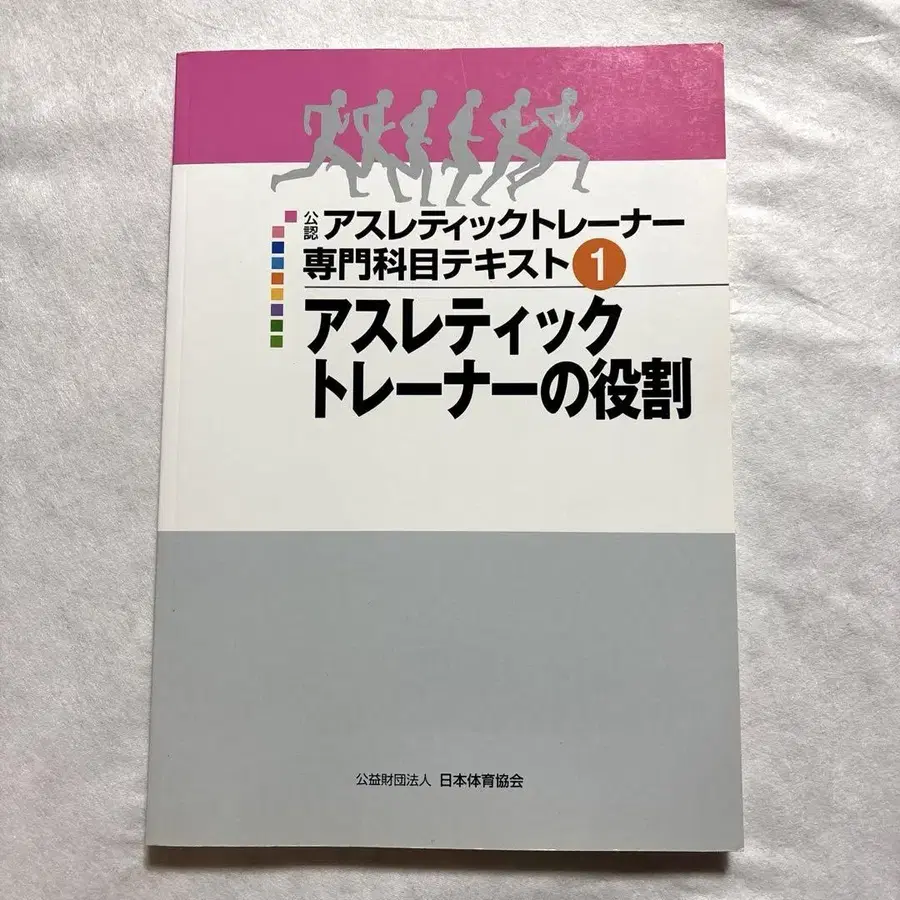 公認 アスレティックトレーナー
専門科目テキスト 1
アスレティック
トレーナーの役割
公益財団法人 日本体育協会